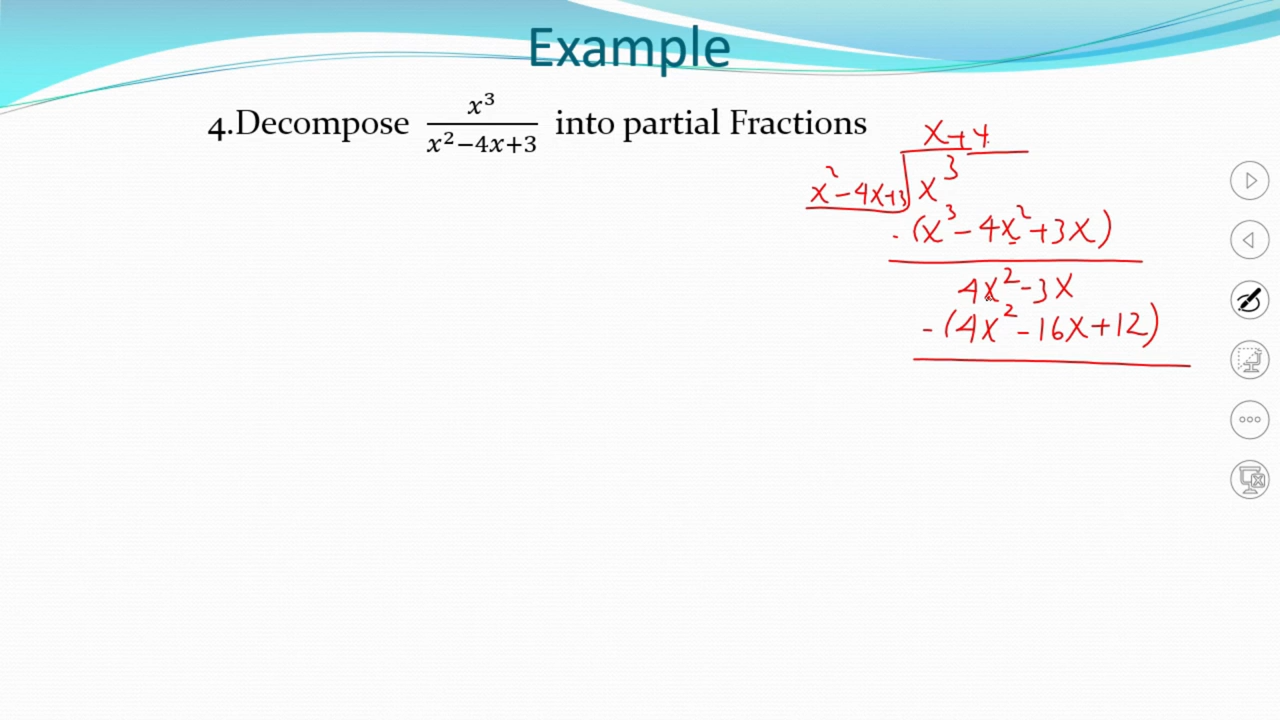 Example
4.Decompose x³/(x²−4x+3) into partial Fractions
x+4
x²-4x+3 x³
-(x³-4x²+3x)
4x²-3x
-(4x²-16x+12)